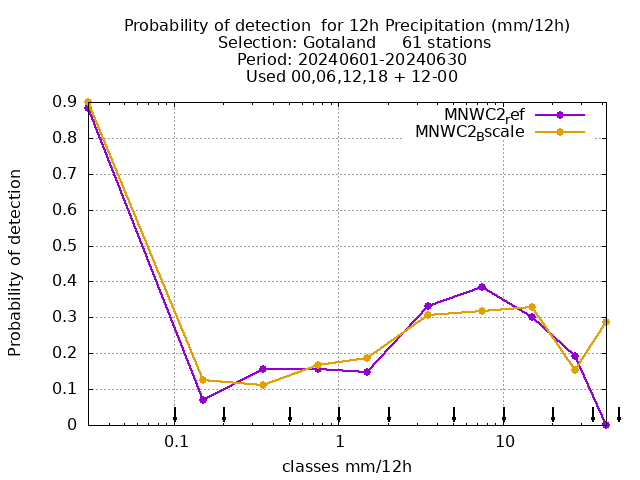 Probability of detection  for 12h Precipitation (mm/12h)
Selection: Gotaland     61 stations
Period: 20240601-20240630
Used 00,06,12,18 + 12-00
MNWC2ref
MNWC2Bscale
0.9
0.8
0.7
0.6
0.5
0.4
0.3
0.2
0.1
0
Probability of detection
0.1 1 10
classes mm/12h